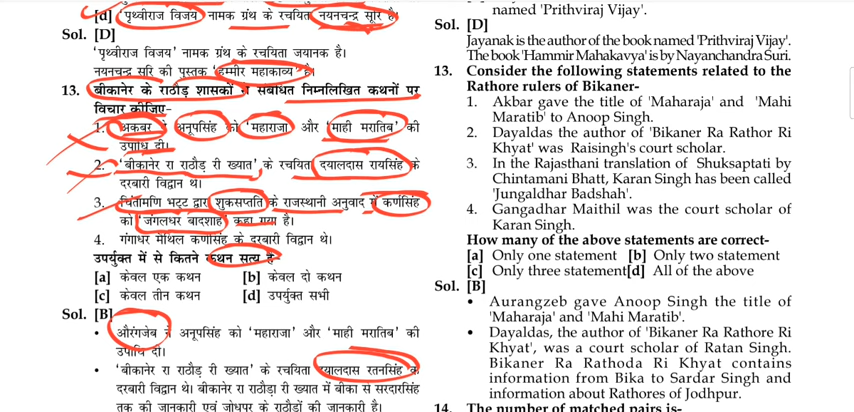 [d] 'पृथ्वीराज विजय' नामक ग्रंथ के रचयिता नयनचन्द्र सूरि है।
Sol. [D]
'पृथ्वीराज विजय' नामक ग्रंथ के रचयिता जयानक है।
नयनचन्द्र सूरि की पुस्तक 'हम्मीर महाकाव्य' है।
13. बीकानेर के राठौड़ शासकों से संबंधित निम्नलिखित कथनों पर
विचार कीजिए-
1. अकबर ने अनूपसिंह को 'महाराजा' और 'माही मरातिब' की
उपाधि दी।
2. 'बीकानेर रा राठौड़ री ख्यात' के रचयिता दयालदास रायसिंह के
दरबारी विद्वान थे।
3. चिंतामणि भट्ट द्वारा शुकसप्तति के राजस्थानी अनुवाद में कर्णसिंह
को 'जंगलधर बादशाह' कहा गया है।
4. गंगाधर मैथिल कर्णसिंह के दरबारी विद्वान थे।
उपर्युक्त में से कितने कथन सत्य है-
[a] केवल एक कथन [b] केवल दो कथन
[c] केवल तीन कथन [d] उपर्युक्त सभी
Sol. [B]
• औरंगजेब ने अनूपसिंह को 'महाराजा' और 'माही मरातिब' की
उपाधि दी।
• 'बीकानेर रा राठौड़ री ख्यात' के रचयिता दयालदास रतनसिंह के
दरबारी विद्वान थे। बीकानेर रा राठौड़ा री ख्यात में बीका से सरदारसिंह
तक की जानकारी एवं जोधपुर के राठौड़ों की जानकारी है।
named 'Prithviraj Vijay'.
Sol. [D]
Jayanak is the author of the book named 'Prithviraj Vijay'.
The book 'Hammir Mahakavya' is by Nayanchandra Suri.
13. Consider the following statements related to the
Rathore rulers of Bikaner-
1. Akbar gave the title of 'Maharaja' and 'Mahi
Maratib' to Anoop Singh.
2. Dayaldas the author of 'Bikaner Ra Rathor Ri
Khyat' was Raisingh's court scholar.
3. In the Rajasthani translation of Shuksaptati by
Chintamani Bhatt, Karan Singh has been called
'Jungaldhar Badshah'.
4. Gangadhar Maithil was the court scholar of
Karan Singh.
How many of the above statements are correct-
[a] Only one statement [b] Only two statement
[c] Only three statement[d] All of the above
Sol. [B]
• Aurangzeb gave Anoop Singh the title of
'Maharaja' and 'Mahi Maratib'.
• Dayaldas, the author of 'Bikaner Ra Rathore Ri
Khyat', was a court scholar of Ratan Singh.
Bikaner Ra Rathoda Ri Khyat contains
information from Bika to Sardar Singh and
information about Rathores of Jodhpur.
14. The number of matched pairs is-